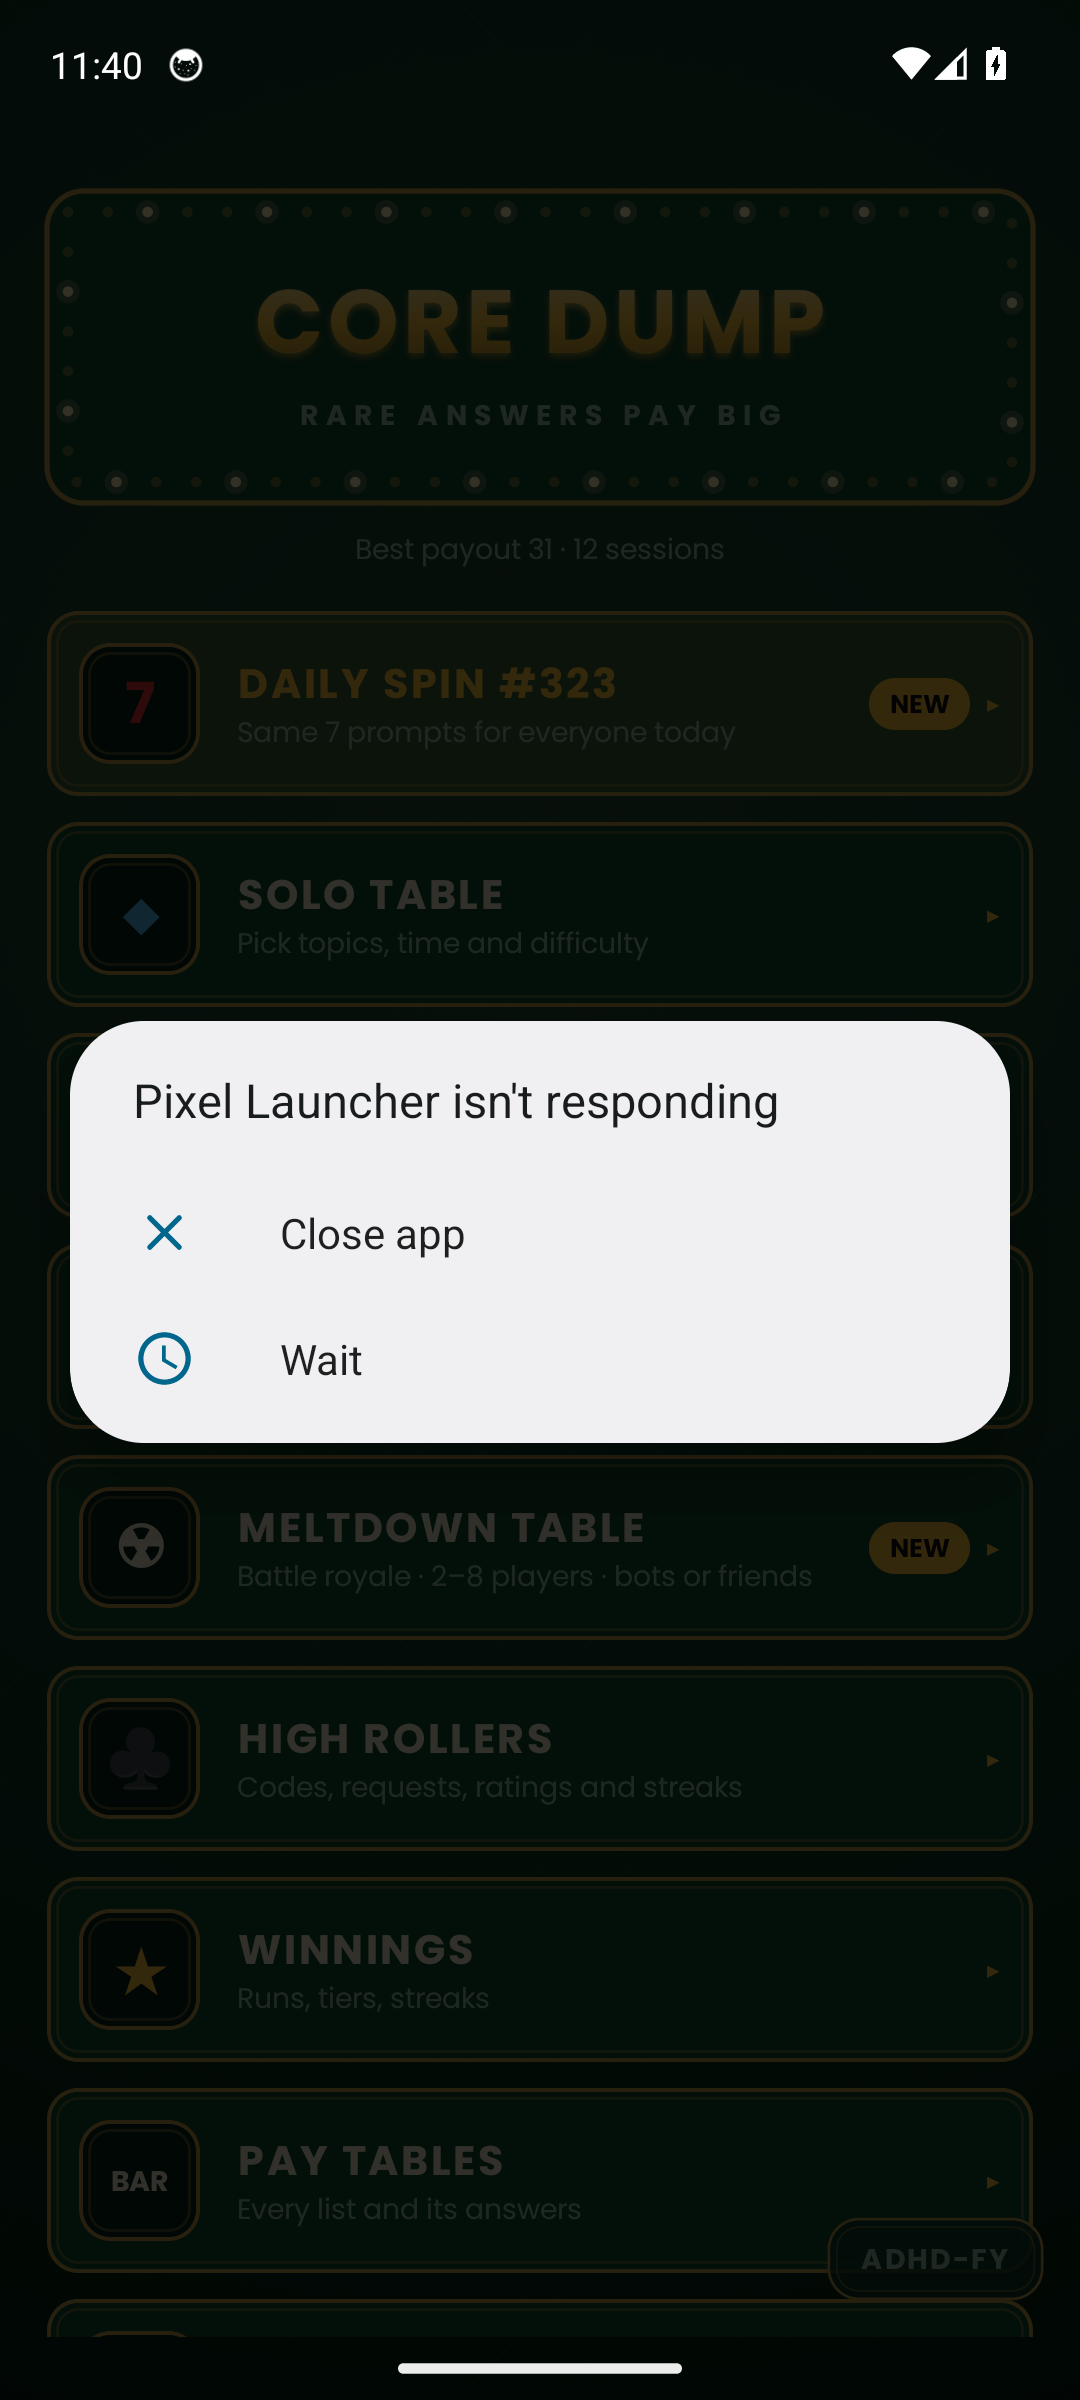 11:40
CORE DUMP
RARE ANSWERS PAY BIG
Best payout 31 · 12 sessions
7
DAILY SPIN #323
Same 7 prompts for everyone today
NEW
SOLO TABLE
Pick topics, time and difficulty
Pixel Launcher isn't responding
Close app
Wait
MELTDOWN TABLE
Battle royale · 2–8 players · bots or friends
NEW
HIGH ROLLERS
Codes, requests, ratings and streaks
WINNINGS
Runs, tiers, streaks
BAR
PAY TABLES
Every list and its answers
ADHD-FY